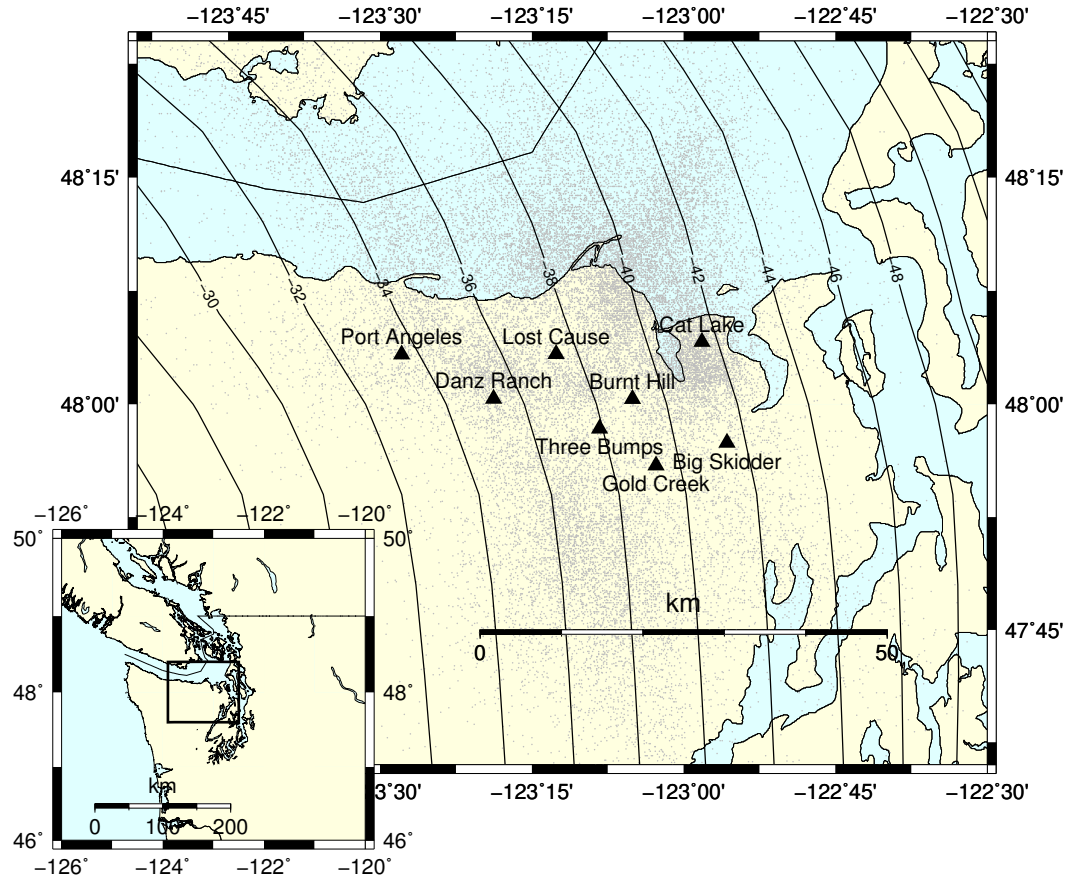 −123˚45' −123˚30' −123˚15' −123˚00' −122˚45' −122˚30'
48˚15' 48˚15'
−30 −32 −34 −36 −38 −40 −42 −44 −46 −48
Cat Lake
Port Angeles Lost Cause
Danz Ranch Burnt Hill
48˚00' 48˚00'
Three Bumps
Big Skidder
Gold Creek
−126˚ −124˚ −122˚ −120˚
50˚ 50˚
km
0 50
47˚45'
48˚ 48˚
km
0 100 200
46˚ 46˚
−126˚ −124˚ −122˚ −120˚
˚30' −123˚15' −123˚00' −122˚45' −122˚30'